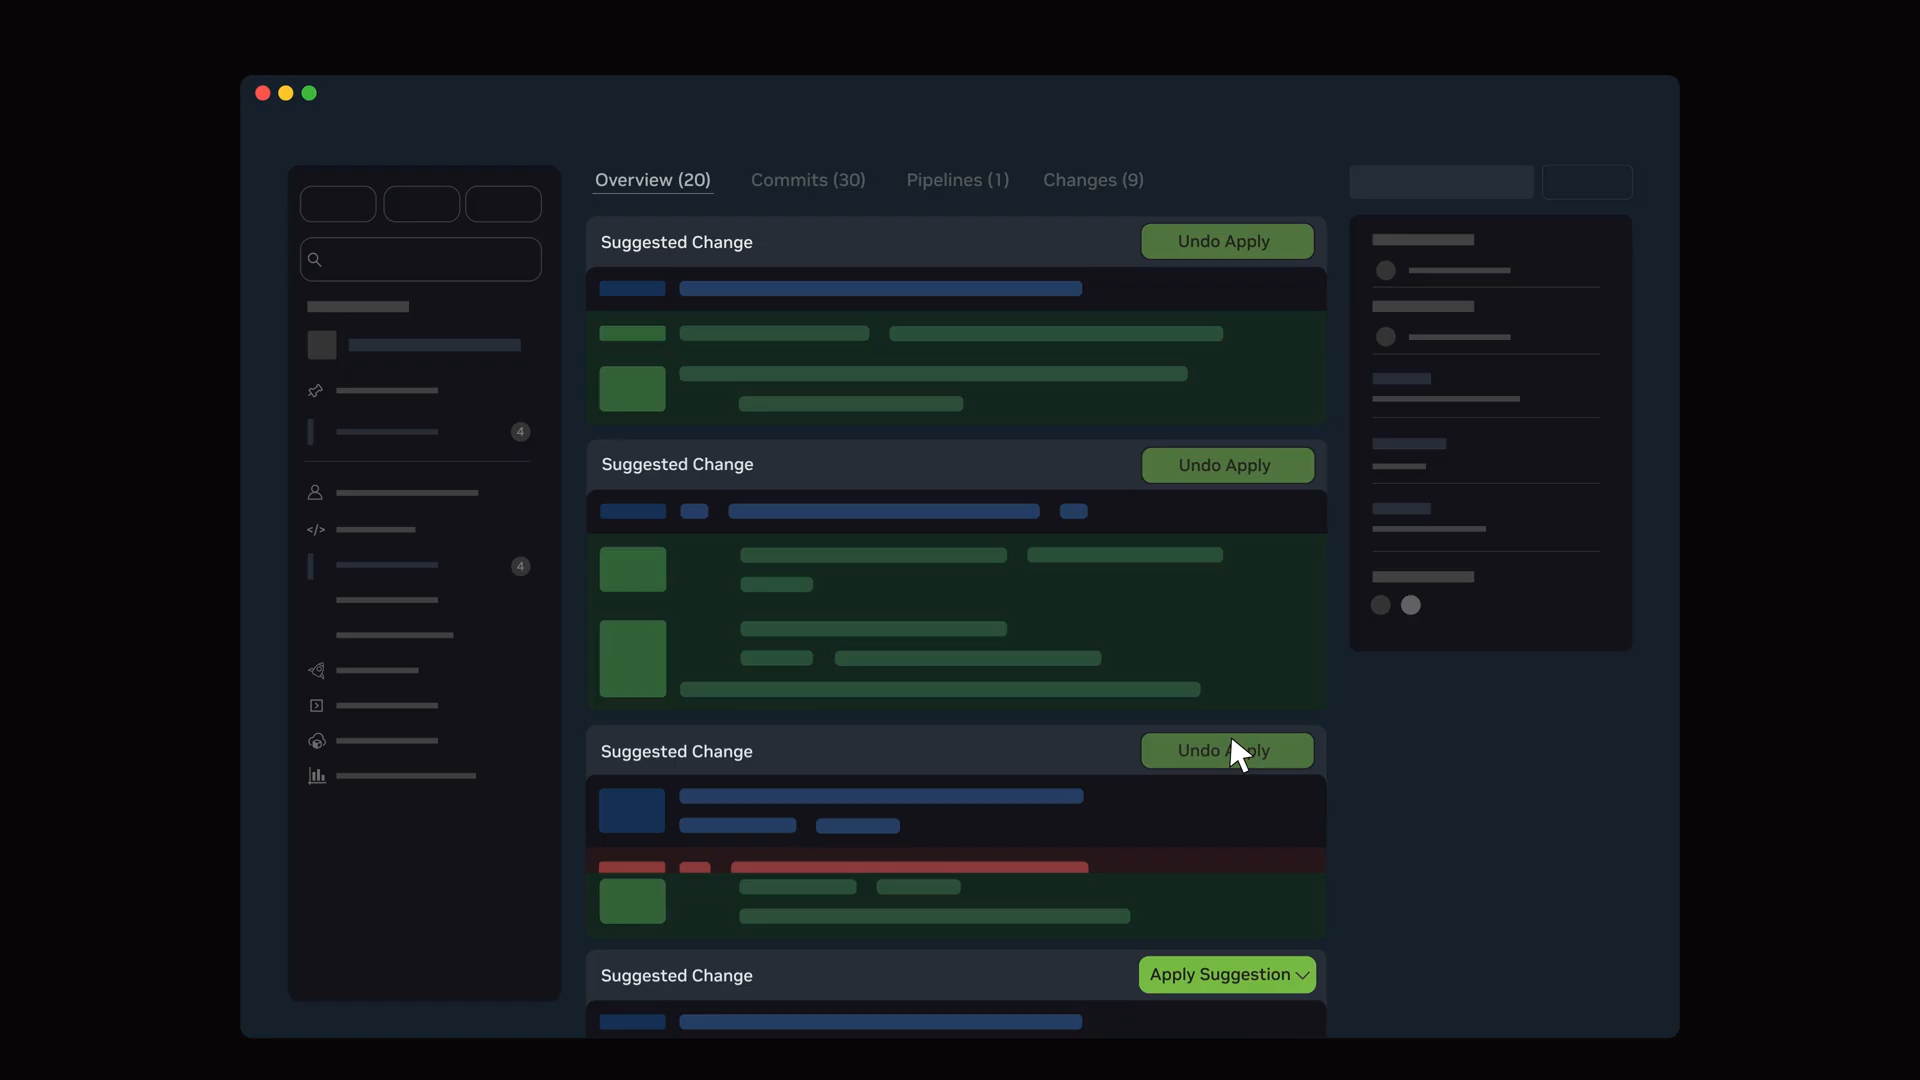 Overview (20)
Commits (30)
Pipelines (1)
Changes (9)
Suggested Change
Undo Apply
4
Suggested Change
Undo Apply
4
Suggested Change
Undo Apply
Suggested Change
Apply Suggestion